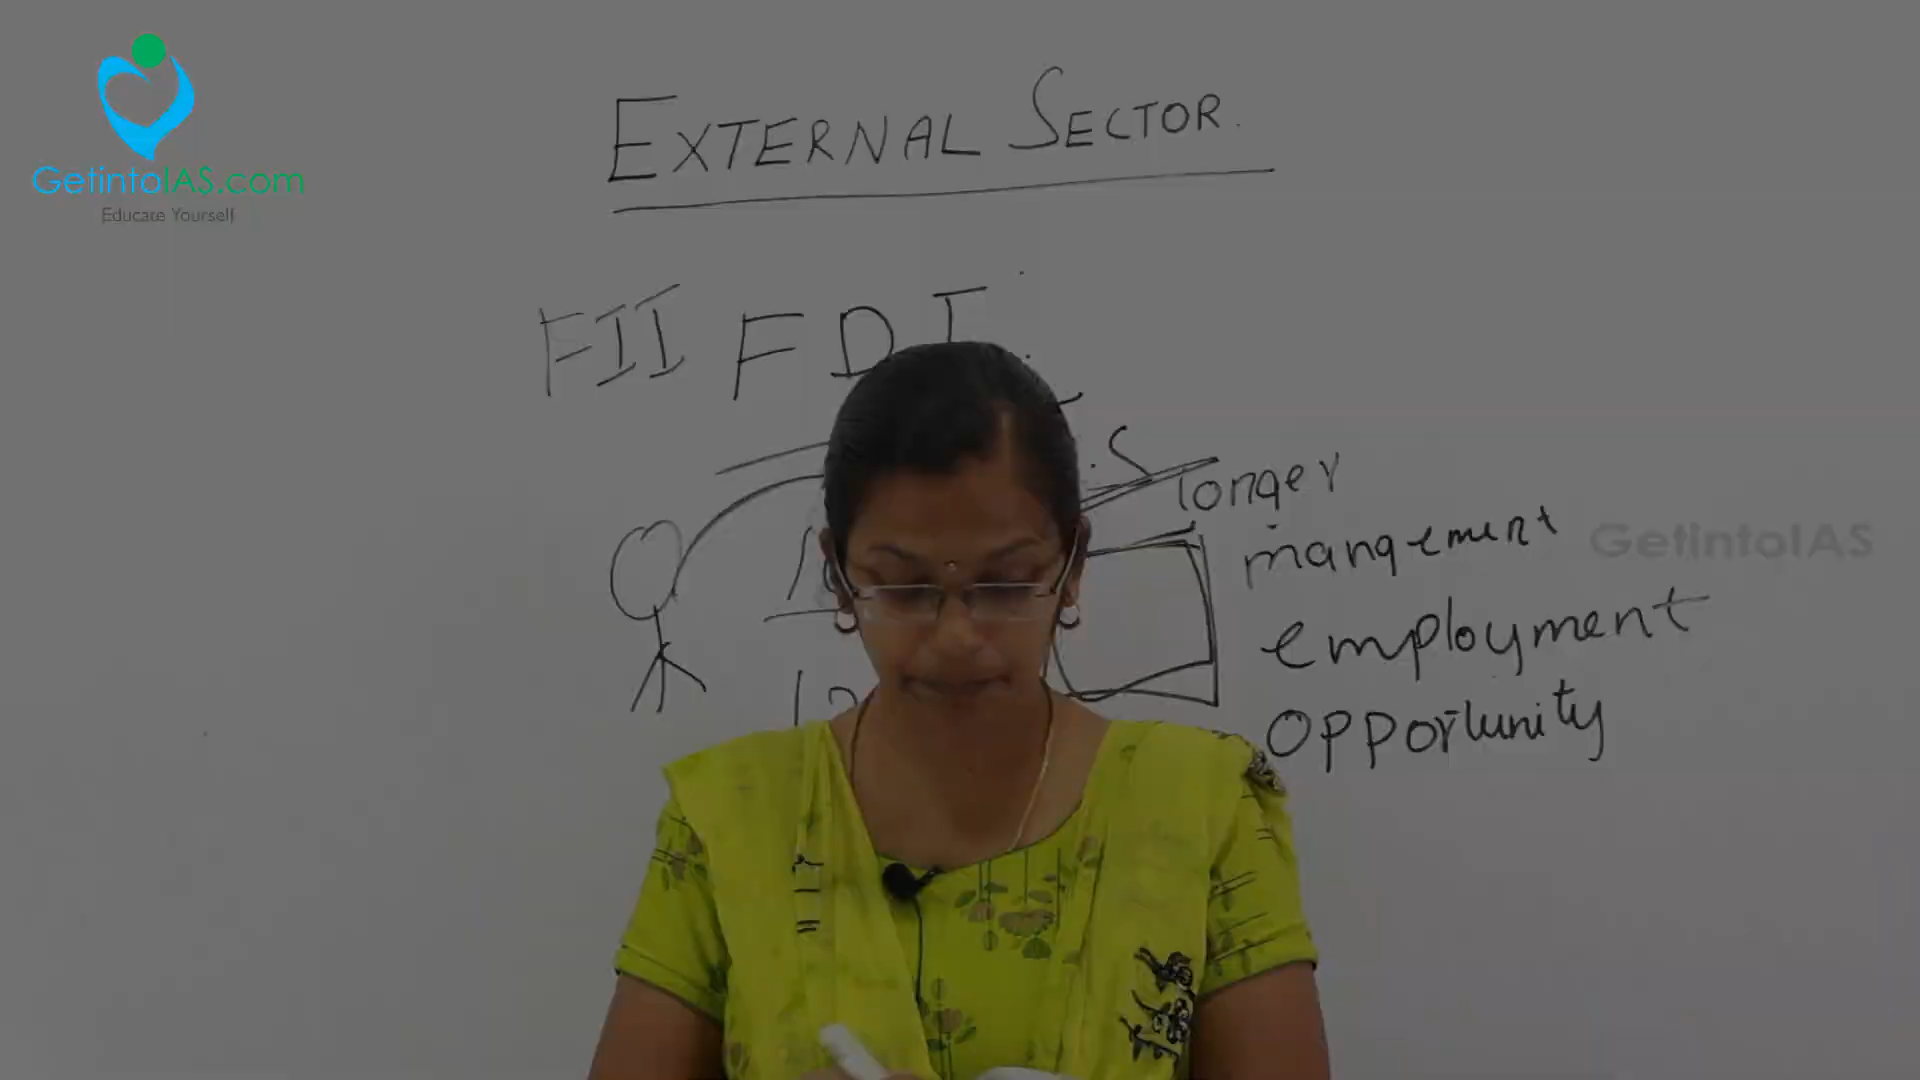 GetintoIAS.com
Educate Yourself
EXTERNAL SECTOR.
FII FDI
longer
mangement
GetintoIAS
employment
opportunity